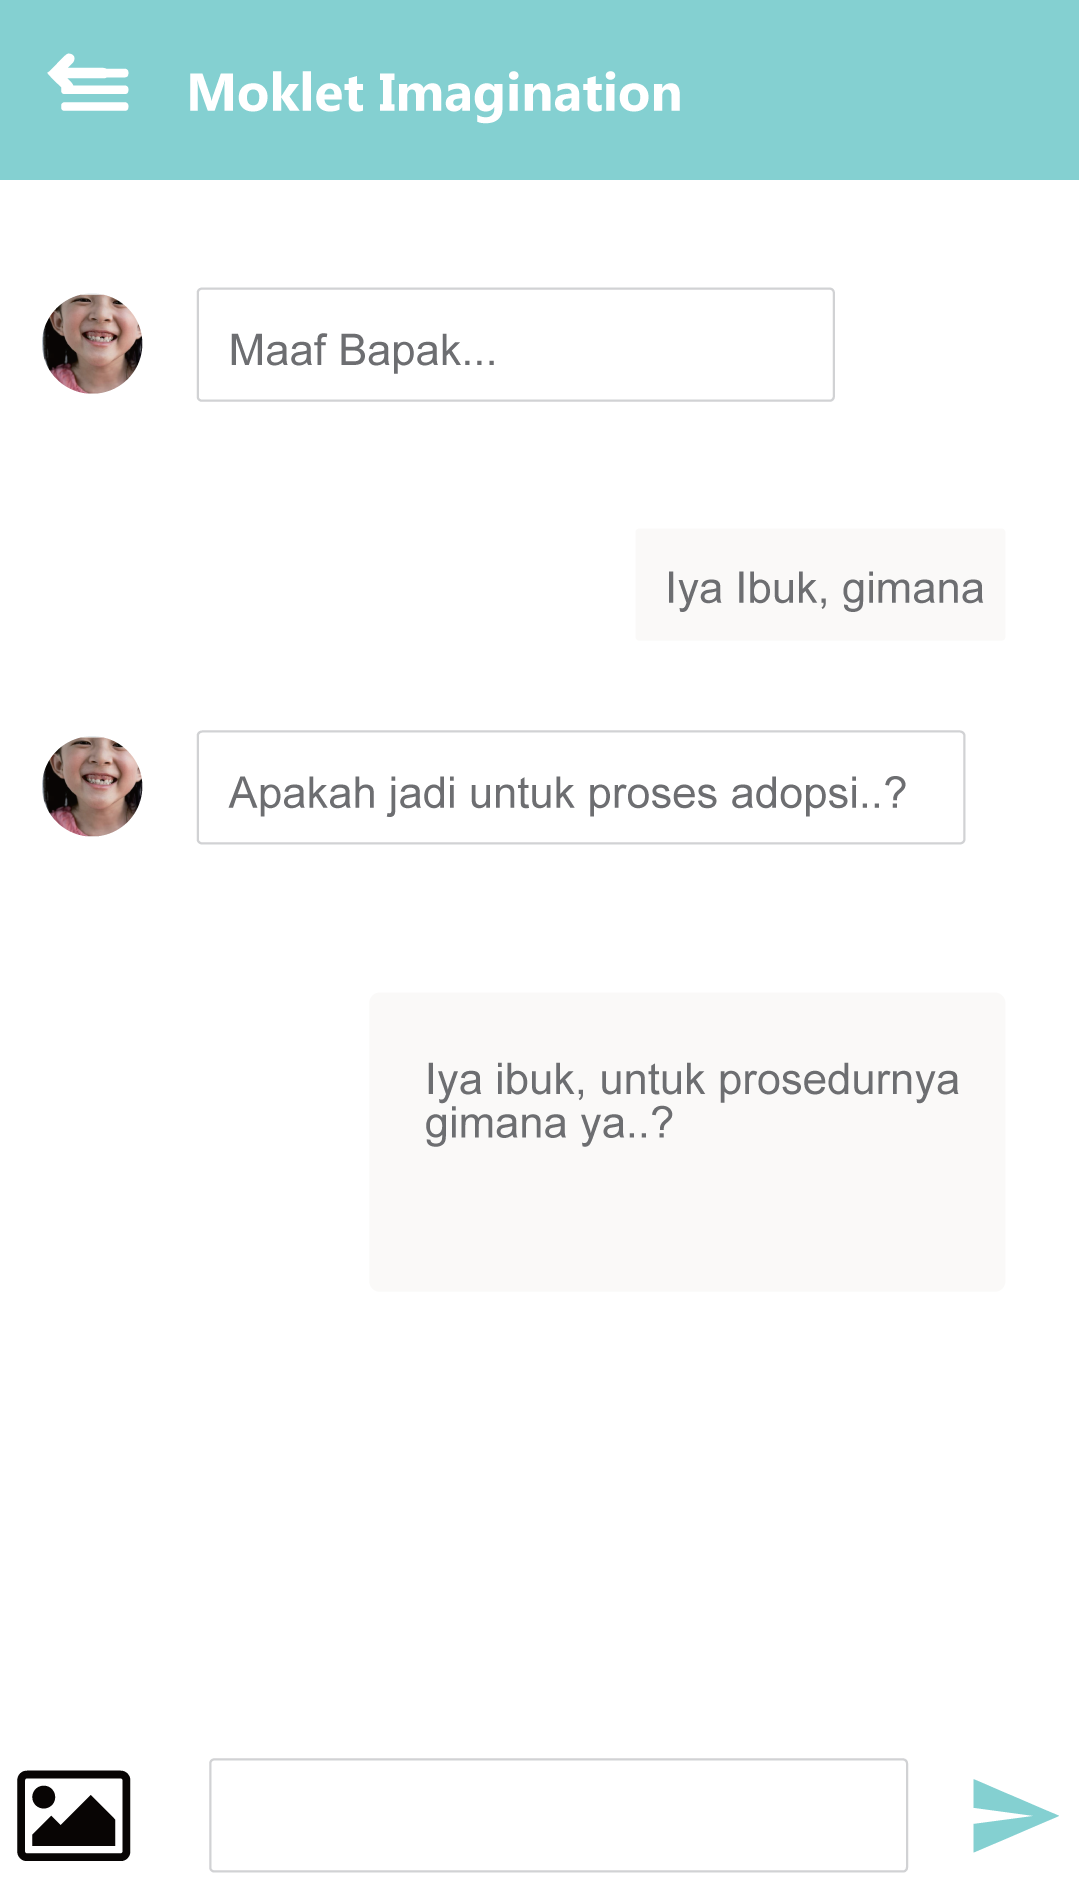 Moklet Imagination
Maaf Bapak...
Iya Ibuk, gimana
Apakah jadi untuk proses adopsi..?
Iya ibuk, untuk prosedurnya
gimana ya..?